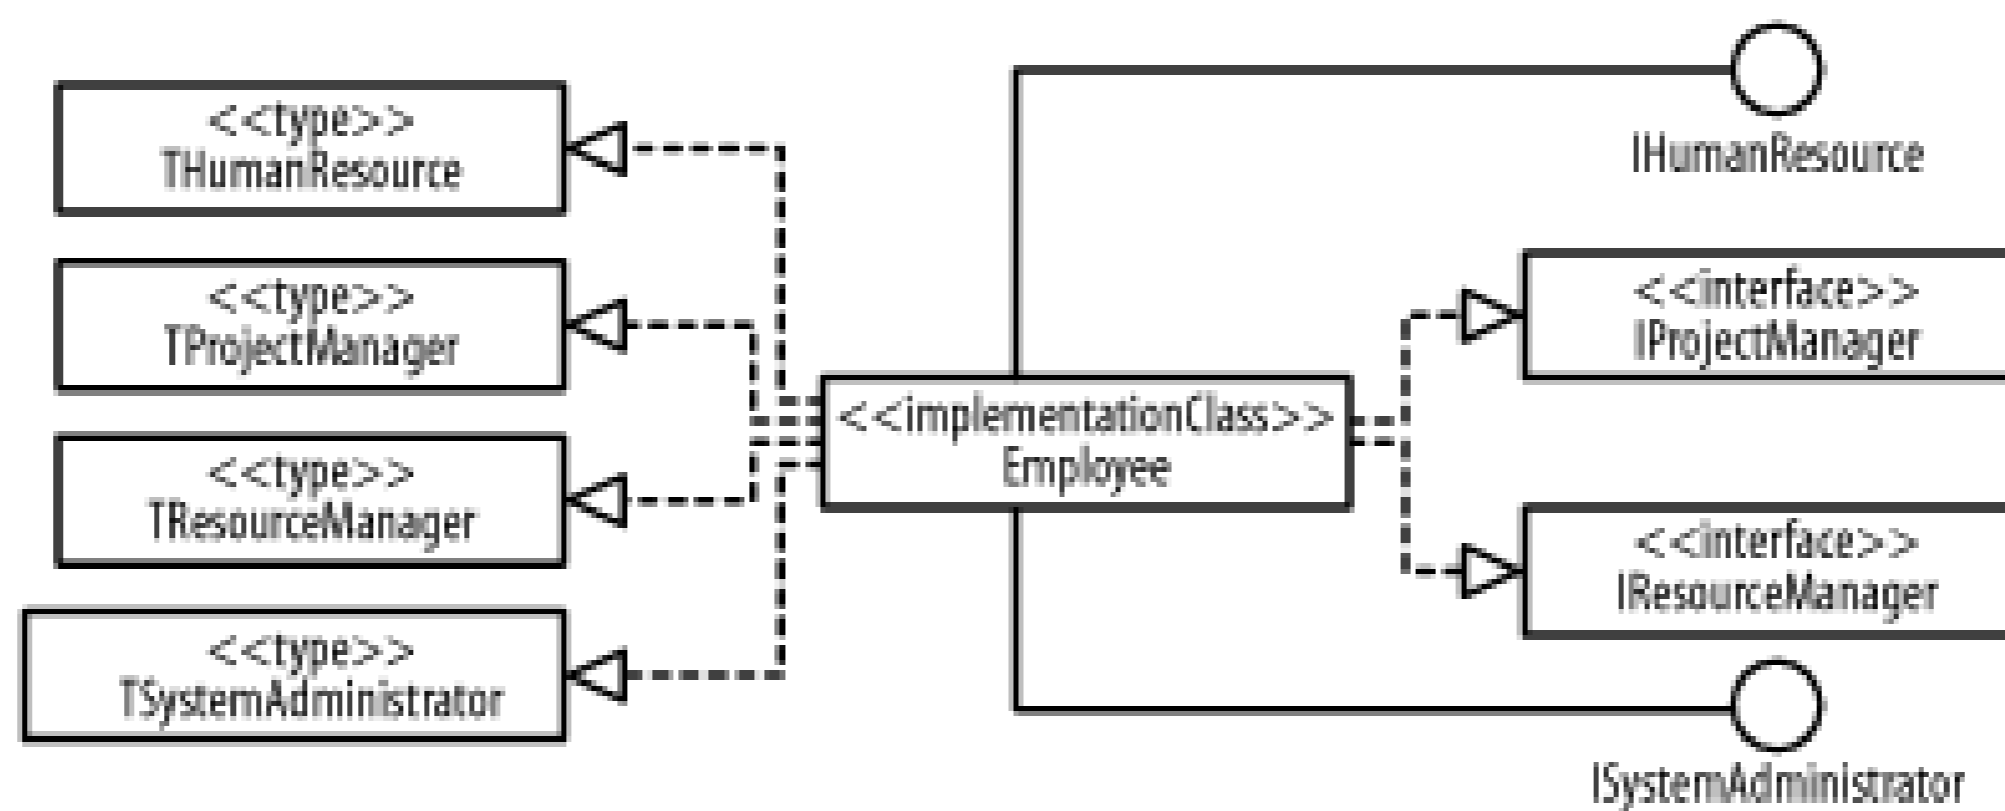 <<type>>
THumanResource
<<type>>
TProjectManager
<<type>>
TResourceManager
<<type>>
TSystemAdministrator
<<implementationClass>>
Employee
IHumanResource
<<interface>>
IProjectManager
<<interface>>
IResourceManager
ISystemAdministrator